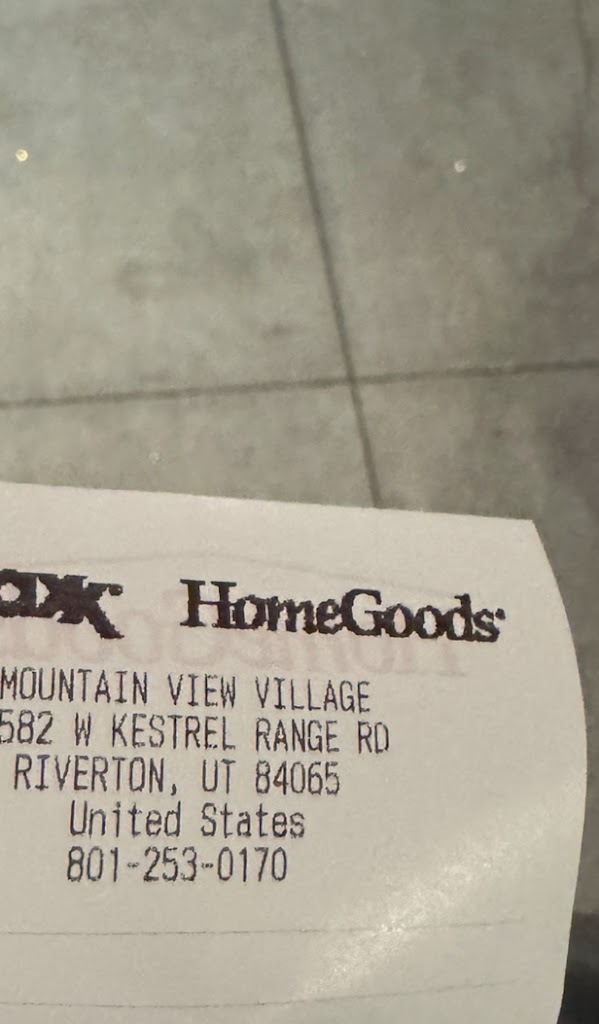 HomeGoods
MOUNTAIN VIEW VILLAGE
582 W KESTREL RANGE RD
RIVERTON, UT 84065
United States
801-253-0170